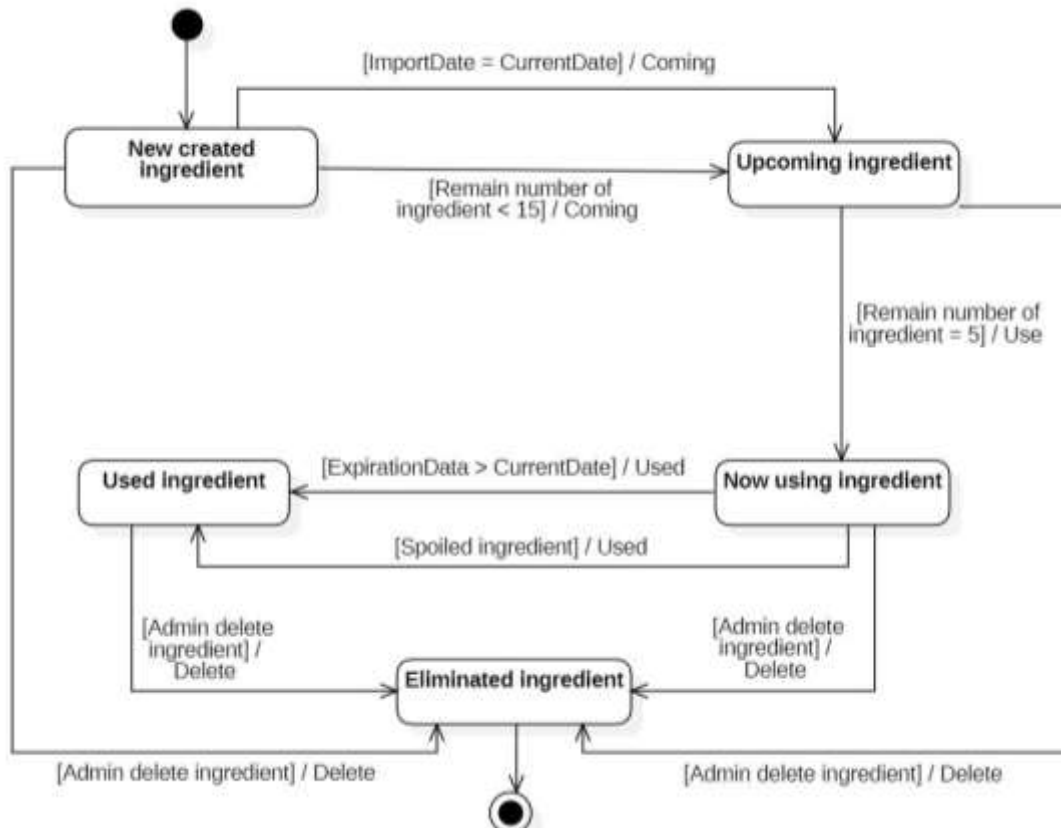 [ImportDate = CurrentDate] / Coming
New created
ingredient
Upcoming ingredient
[Remain number of
ingredient < 15] / Coming
[Remain number of
ingredient = 5] / Use
Used ingredient
[ExpirationData > CurrentDate] / Used
Now using ingredient
[Spoiled ingredient] / Used
[Admin delete
ingredient] /
Delete
[Admin delete
ingredient] /
Delete
Eliminated ingredient
[Admin delete ingredient] / Delete
[Admin delete ingredient] / Delete